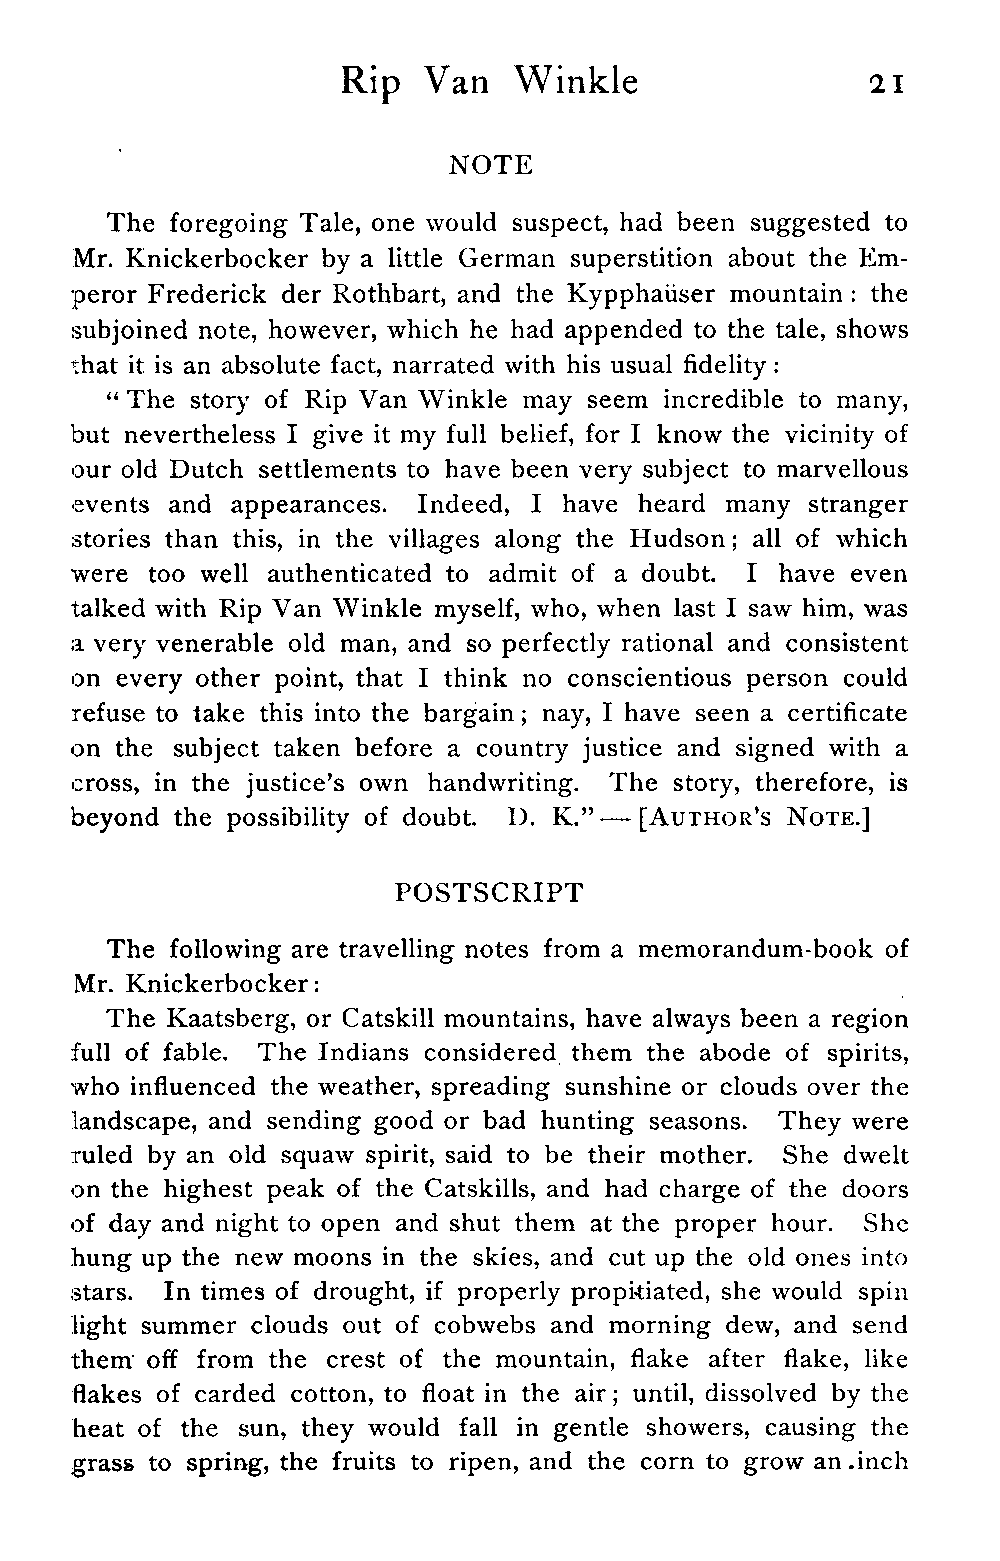 Rip Van Winkle 21
NOTE
The foregoing Tale, one would suspect, had been suggested to
Mr. Knickerbocker by a little German superstition about the Em-
peror Frederick der Rothbart, and the Kypphaüser mountain : the
subjoined note, however, which he had appended to the tale, shows
that it is an absolute fact, narrated with his usual fidelity :
“ The story of Rip Van Winkle may seem incredible to many,
but nevertheless I give it my full belief, for I know the vicinity of
our old Dutch settlements to have been very subject to marvellous
events and appearances. Indeed, I have heard many stranger
stories than this, in the villages along the Hudson ; all of which
were too well authenticated to admit of a doubt. I have even
talked with Rip Van Winkle myself, who, when last I saw him, was
a very venerable old man, and so perfectly rational and consistent
on every other point, that I think no conscientious person could
refuse to take this into the bargain ; nay, I have seen a certificate
on the subject taken before a country justice and signed with a
cross, in the justice’s own handwriting. The story, therefore, is
beyond the possibility of doubt. D. K.” — [AUTHOR’S NOTE.]
POSTSCRIPT
The following are travelling notes from a memorandum-book of
Mr. Knickerbocker :
The Kaatsberg, or Catskill mountains, have always been a region
full of fable. The Indians considered them the abode of spirits,
who influenced the weather, spreading sunshine or clouds over the
landscape, and sending good or bad hunting seasons. They were
ruled by an old squaw spirit, said to be their mother. She dwelt
on the highest peak of the Catskills, and had charge of the doors
of day and night to open and shut them at the proper hour. She
hung up the new moons in the skies, and cut up the old ones into
stars. In times of drought, if properly propitiated, she would spin
light summer clouds out of cobwebs and morning dew, and send
them off from the crest of the mountain, flake after flake, like
flakes of carded cotton, to float in the air ; until, dissolved by the
heat of the sun, they would fall in gentle showers, causing the
grass to spring, the fruits to ripen, and the corn to grow an inch